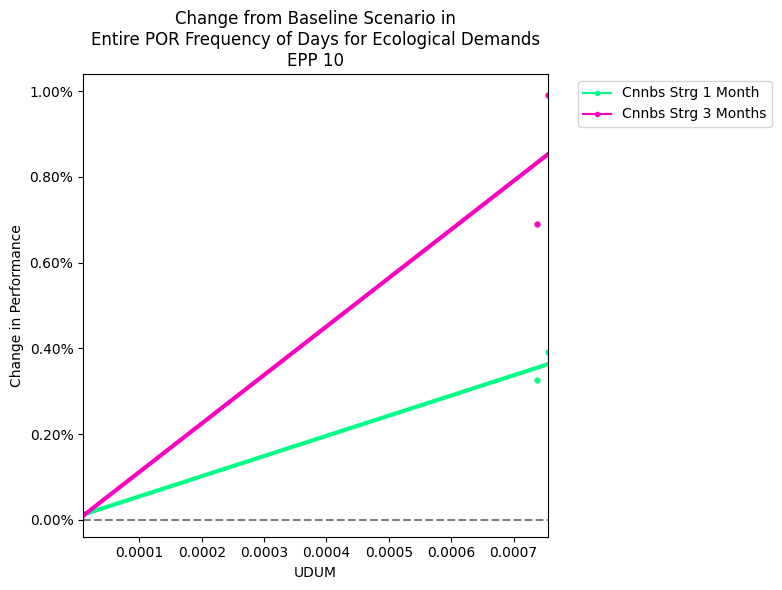 Change from Baseline Scenario in
Entire POR Frequency of Days for Ecological Demands
EPP 10
Cnnbs Strg 1 Month
Cnnbs Strg 3 Months
Change in Performance
1.00%
0.80%
0.60%
0.40%
0.20%
0.00%
0.0001 0.0002 0.0003 0.0004 0.0005 0.0006 0.0007
UDUM